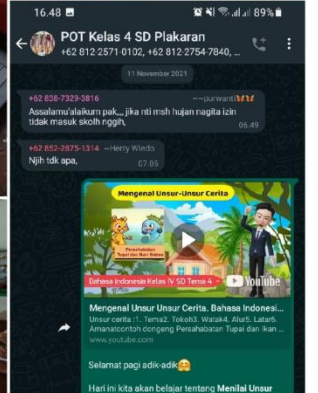 16.48
89%
POT Kelas 4 SD Plakaran
+62 812-2571-0102, +62 812-2754-7840, ...
11 November 2021
+62 838-7329-3816
~~purwanti
Assalamu'alaikum pak,,, jika nti msh hujan nagita izin
tidak masuk skolh nggih,
06.49
+62 852-2875-1314 ~Herry Wiedo
Njih tdk apa,
07.05
Mengenal Unsur-Unsur Cerita
Persahabatan
Tupai dan Ikan Bahasa
Bahasa Indonesia Kelas IV SD Tema 4
YouTube
Mengenal Unsur Unsur Cerita. Bahasa Indonesi...
Unsur cerita :1. Tema2. Tokoh3. Watak4. Alur5. Latar6.
Amanatcontoh dongeng Persahabatan Tupai dan Ikan ...
www.youtube.com
Selamat pagi adik-adik🤗
Hari ini kita akan belajar tentang Menilai Unsur